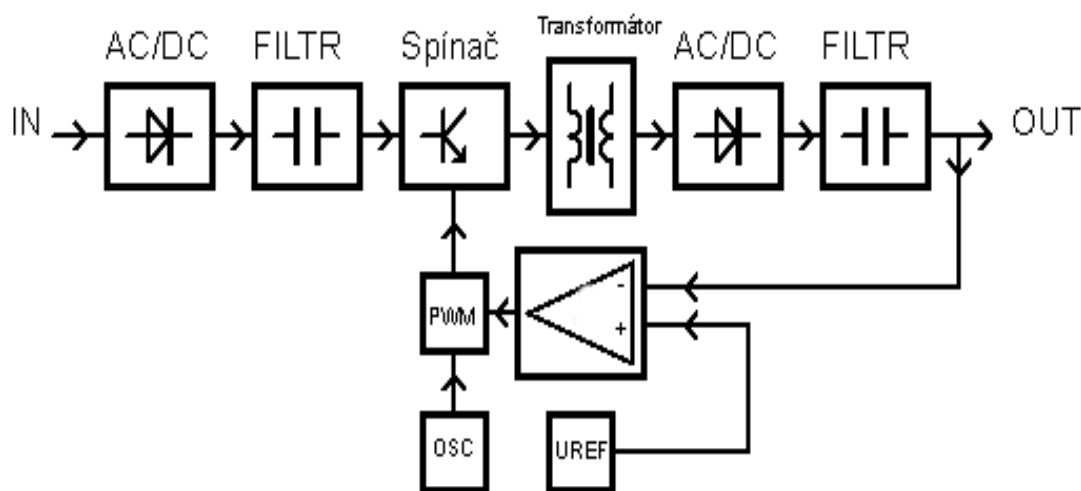 Transformátor
AC/DC
FILTR
Spínač
AC/DC
FILTR
IN
OUT
-
+
PWM
OSC
UREF